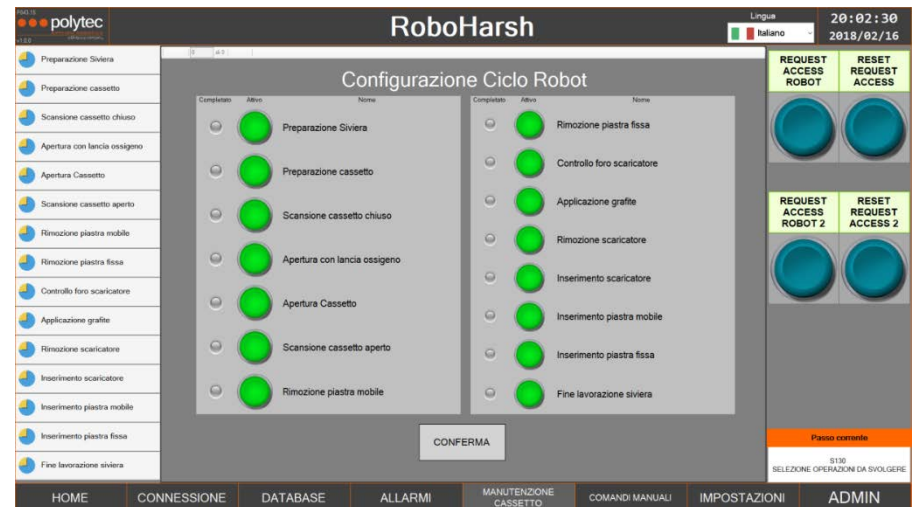 polytec
v1.0.0
RoboHarsh
Lingua
Italiano
20:02:30
2018/02/16
Preparazione Siviera
Preparazione cassetto
Scansione cassetto chiuso
Apertura con lancia ossigeno
Apertura Cassetto
Scansione cassetto aperto
Rimozione piastra mobile
Rimozione piastra fissa
Controllo foro scaricatore
Applicazione grafite
Rimozione scaricatore
Inserimento scaricatore
Inserimento piastra mobile
Inserimento piastra fissa
Fine lavorazione siviera
Configurazione Ciclo Robot
Completato Attivo Nome
Preparazione Siviera
Preparazione cassetto
Scansione cassetto chiuso
Apertura con lancia ossigeno
Apertura Cassetto
Scansione cassetto aperto
Rimozione piastra mobile
Completato Attivo Nome
Rimozione piastra fissa
Controllo foro scaricatore
Applicazione grafite
Rimozione scaricatore
Inserimento scaricatore
Inserimento piastra mobile
Inserimento piastra fissa
Fine lavorazione siviera
CONFERMA
REQUEST
ACCESS
ROBOT
RESET
REQUEST
ACCESS
REQUEST
ACCESS
ROBOT 2
RESET
REQUEST
ACCESS 2
Passo corrente
S130
SELEZIONE OPERAZIONI DA SVOLGERE
HOME
CONNESSIONE
DATABASE
ALLARMI
MANUTENZIONE
CASSETTO
COMANDI MANUALI
IMPOSTAZIONI
ADMIN